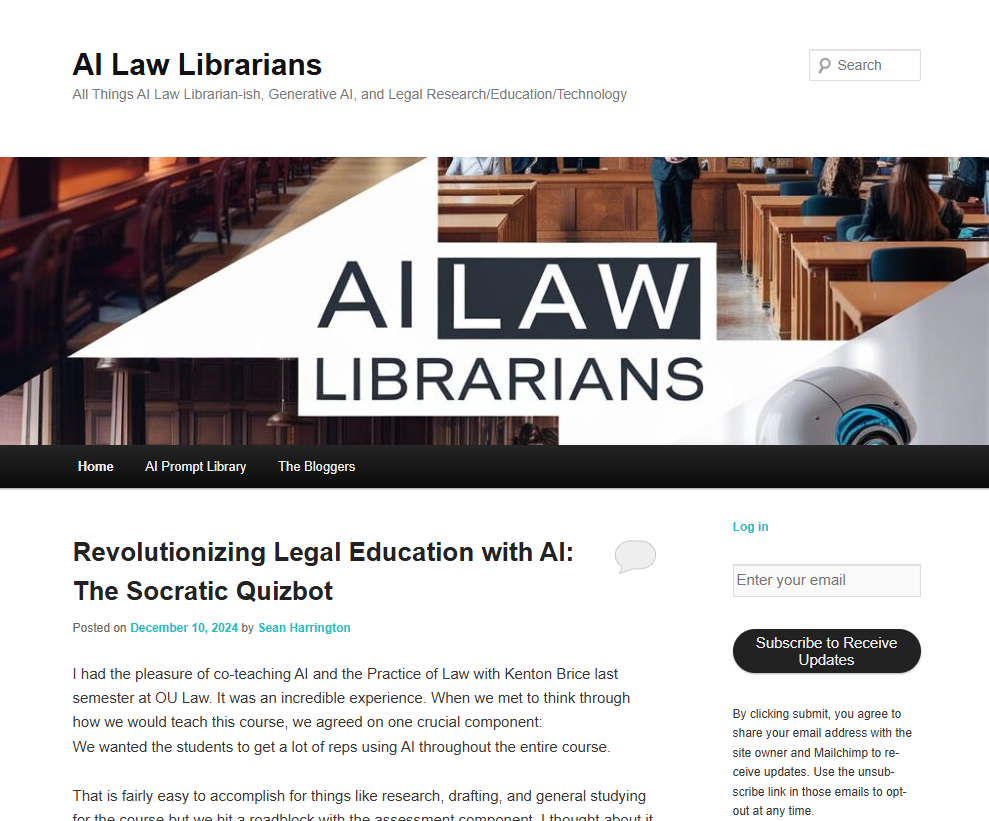 AI Law Librarians
All Things AI Law Librarian-ish, Generative AI, and Legal Research/Education/Technology
Search
AI LAW
LIBRARIANS
Home
AI Prompt Library
The Bloggers
Revolutionizing Legal Education with AI:
The Socratic Quizbot
Posted on December 10, 2024 by Sean Harrington
I had the pleasure of co-teaching AI and the Practice of Law with Kenton Brice last
semester at OU Law. It was an incredible experience. When we met to think through
how we would teach this course, we agreed on one crucial component:
We wanted the students to get a lot of reps using AI throughout the entire course.
That is fairly easy to accomplish for things like research, drafting, and general studying
for the course but we hit a roadblock with the assessment component. I thought about it
Log in
Enter your email
Subscribe to Receive
Updates
By clicking submit, you agree to
share your email address with the
site owner and Mailchimp to re-
ceive updates. Use the unsub-
scribe link in those emails to opt-
out at any time.